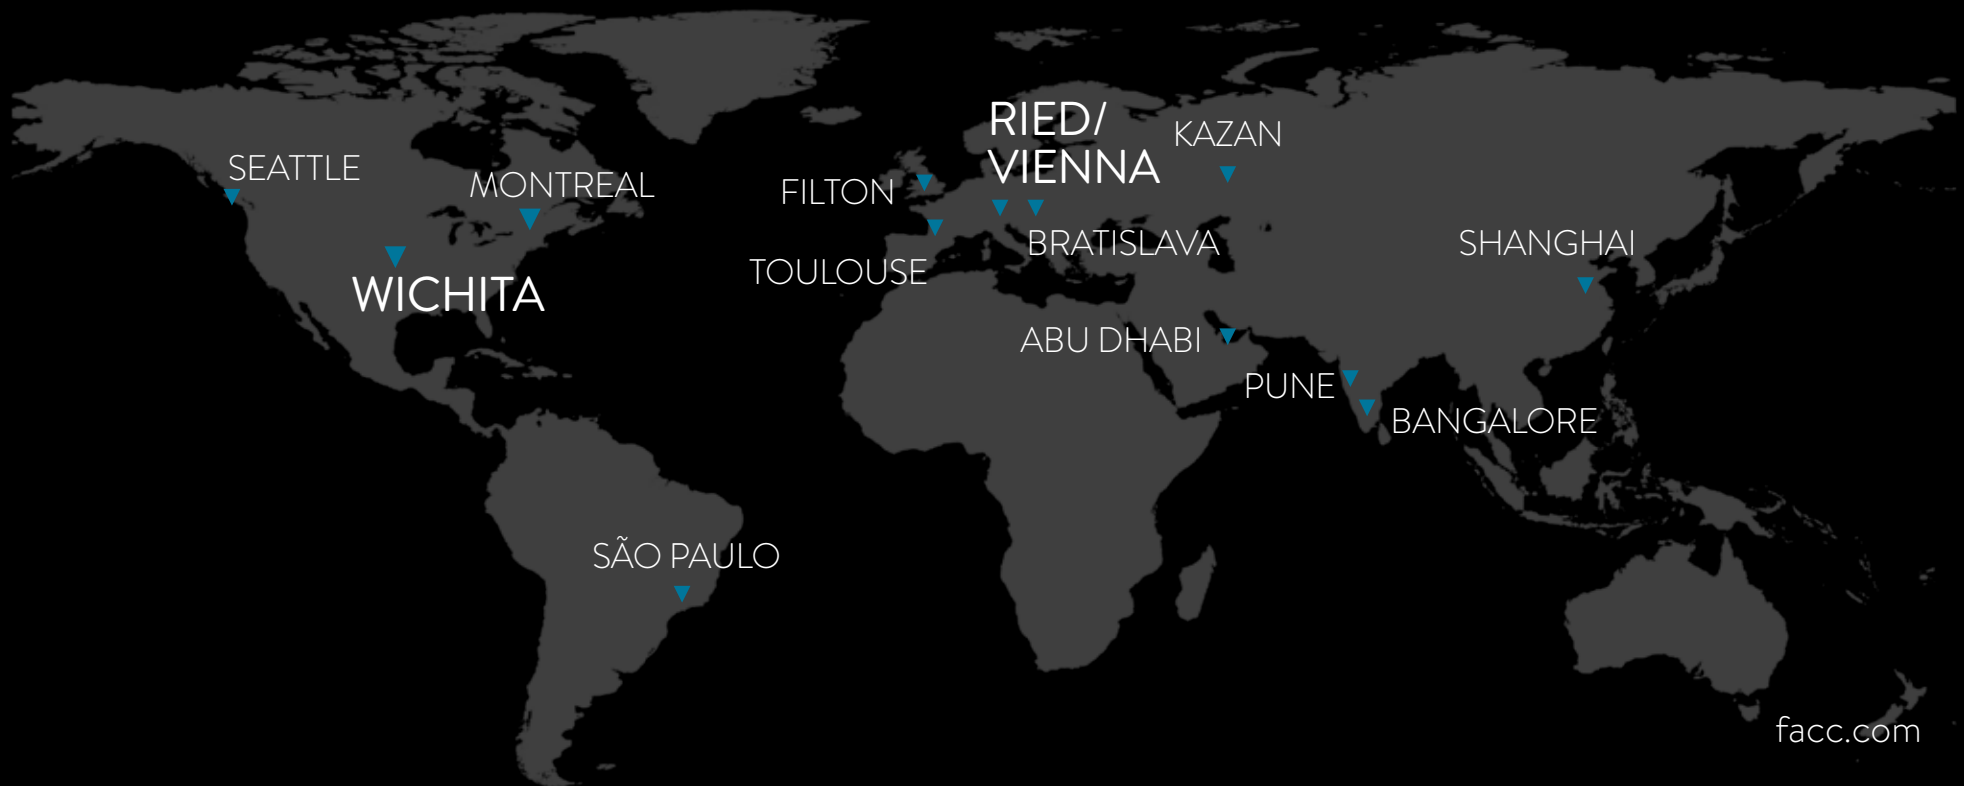 RIED/
VIENNA
KAZAN
SEATTLE
MONTREAL
FILTON
BRATISLAVA
SHANGHAI
TOULOUSE
WICHITA
ABU DHABI
PUNE
BANGALORE
SÃO PAULO
facc.com